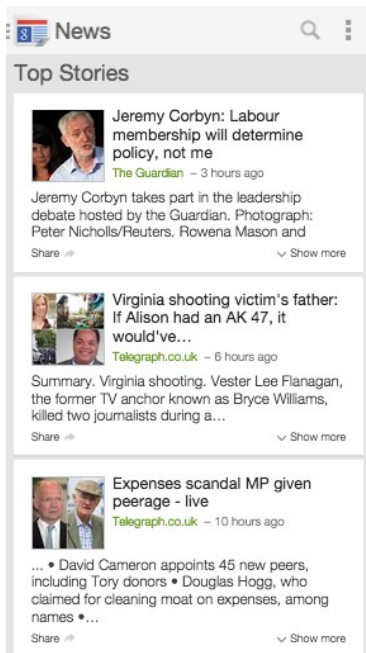 8 News
Top Stories
Jeremy Corbyn: Labour
membership will determine
policy, not me
The Guardian – 3 hours ago
Jeremy Corbyn takes part in the leadership
debate hosted by the Guardian. Photograph:
Peter Nicholls/Reuters. Rowena Mason and
Share Show more
Virginia shooting victim's father:
If Alison had an AK 47, it
would've…
Telegraph.co.uk – 6 hours ago
Summary. Virginia shooting. Vester Lee Flanagan,
the former TV anchor known as Bryce Williams,
killed two journalists during a…
Share Show more
Expenses scandal MP given
peerage - live
Telegraph.co.uk – 10 hours ago
... • David Cameron appoints 45 new peers,
including Tory donors • Douglas Hogg, who
claimed for cleaning moat on expenses, among
names •…
Share Show more